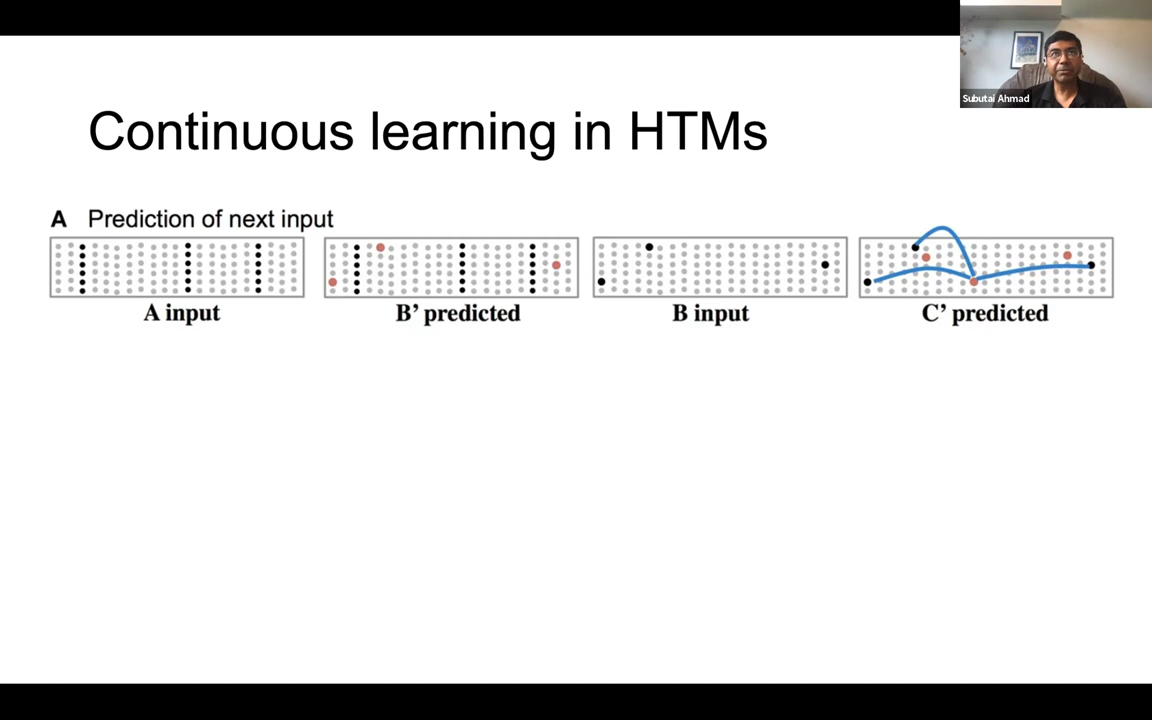 Subutai Ahmad
Continuous learning in HTMs
A Prediction of next input
A input
B’ predicted
B input
C’ predicted